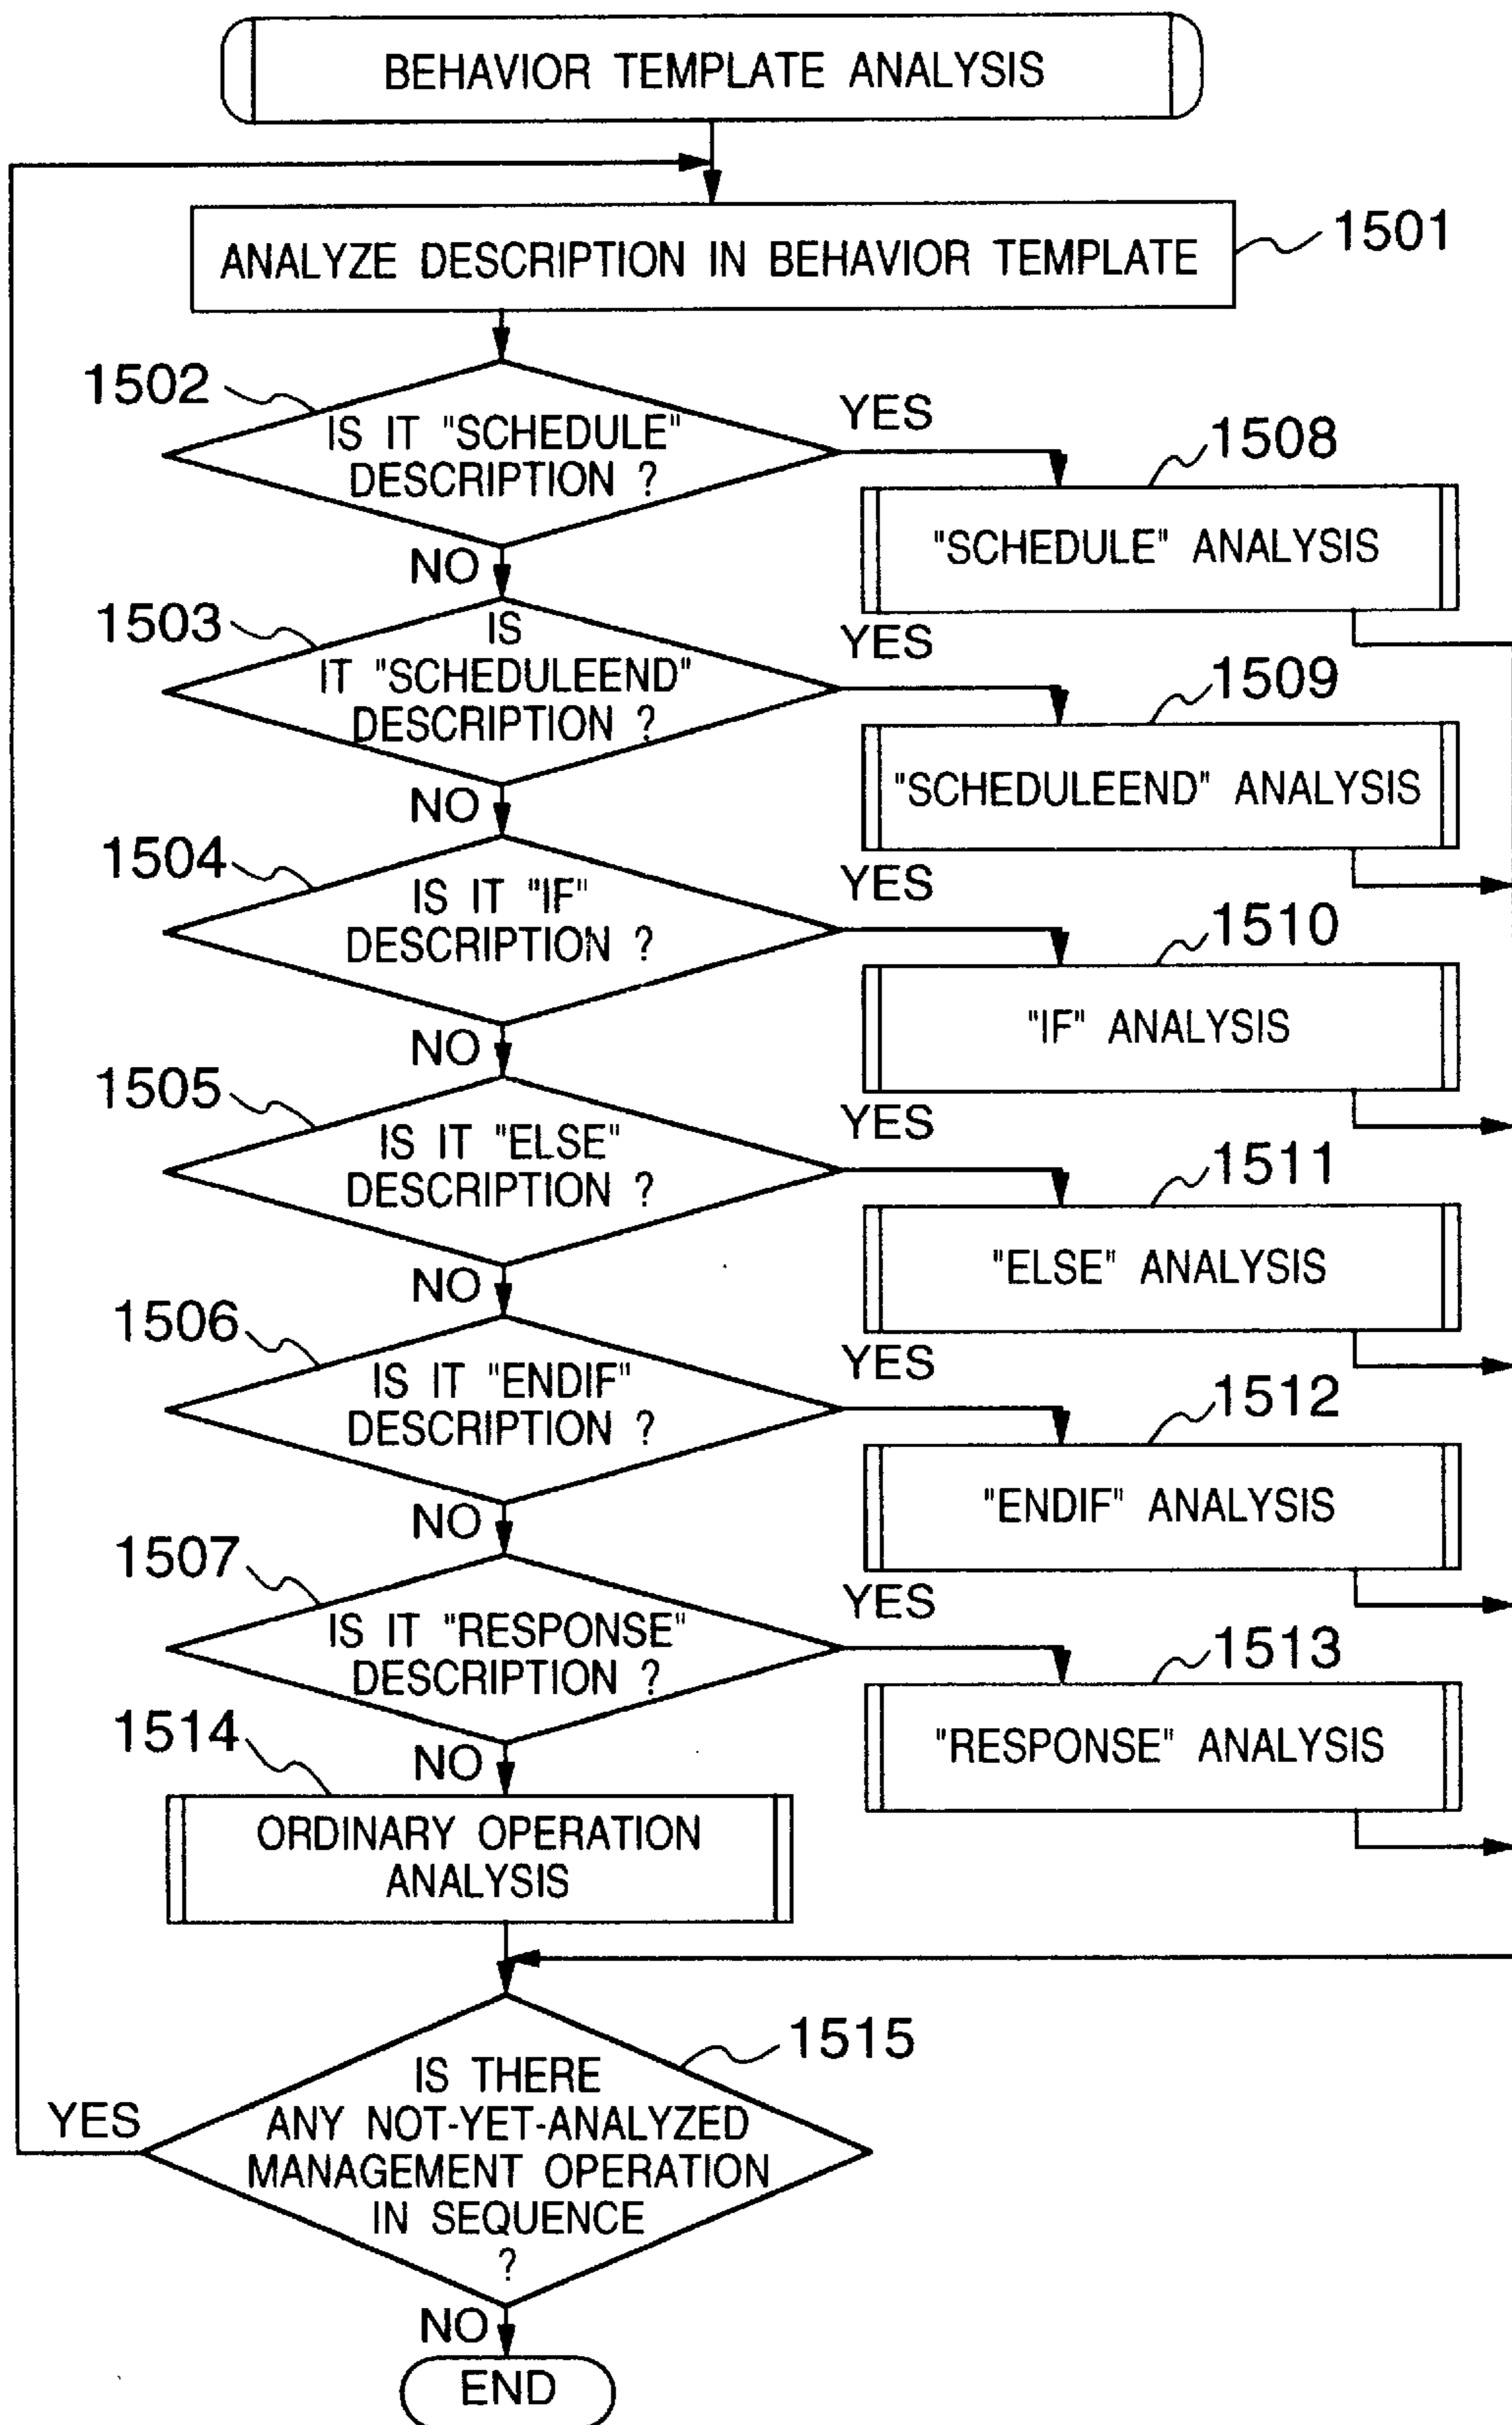 BEHAVIOR TEMPLATE ANALYSIS
ANALYZE DESCRIPTION IN BEHAVIOR TEMPLATE
1501
1502
IS IT "SCHEDULE"
DESCRIPTION ?
YES
1508
"SCHEDULE" ANALYSIS
NO
1503
IS
IT "SCHEDULEEND"
DESCRIPTION ?
YES
1509
"SCHEDULEEND" ANALYSIS
NO
1504
IS IT "IF"
DESCRIPTION ?
YES
1510
"IF" ANALYSIS
NO
1505
IS IT "ELSE"
DESCRIPTION ?
YES
1511
"ELSE" ANALYSIS
NO
1506
IS IT "ENDIF"
DESCRIPTION ?
YES
1512
"ENDIF" ANALYSIS
NO
1507
IS IT "RESPONSE"
DESCRIPTION ?
YES
1513
"RESPONSE" ANALYSIS
NO
1514
ORDINARY OPERATION
ANALYSIS
1515
IS THERE
ANY NOT-YET-ANALYZED
MANAGEMENT OPERATION
IN SEQUENCE
?
YES
NO
END